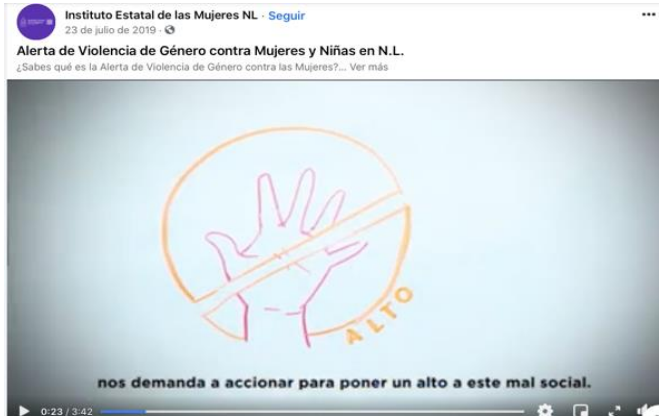 Instituto Estatal de las Mujeres NL · Seguir
23 de julio de 2019 ·
Alerta de Violencia de Género contra Mujeres y Niñas en N.L.
¿Sabes qué es la Alerta de Violencia de Género contra las Mujeres?... Ver más
ALTO
nos demanda a accionar para poner un alto a este mal social.
0:23 / 3:42